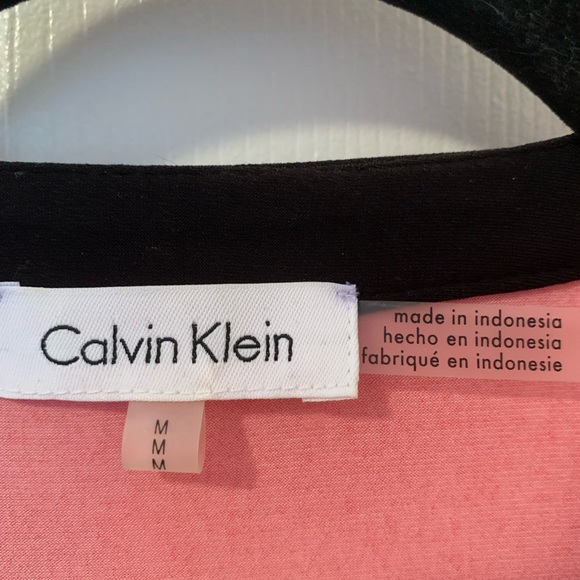 Calvin Klein
made in indonesia
hecho en indonesia
fabriqué en indonesie
M
M
M